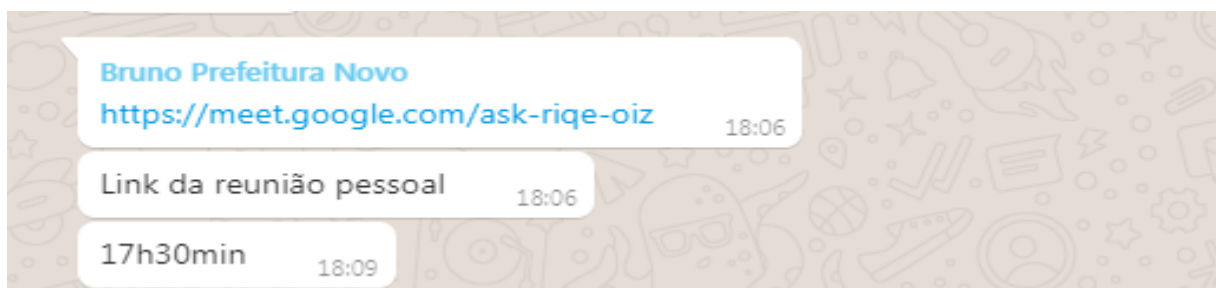 Bruno Prefeitura Novo
https://meet.google.com/ask-riqe-oiz 18:06
Link da reunião pessoal 18:06
17h30min 18:09